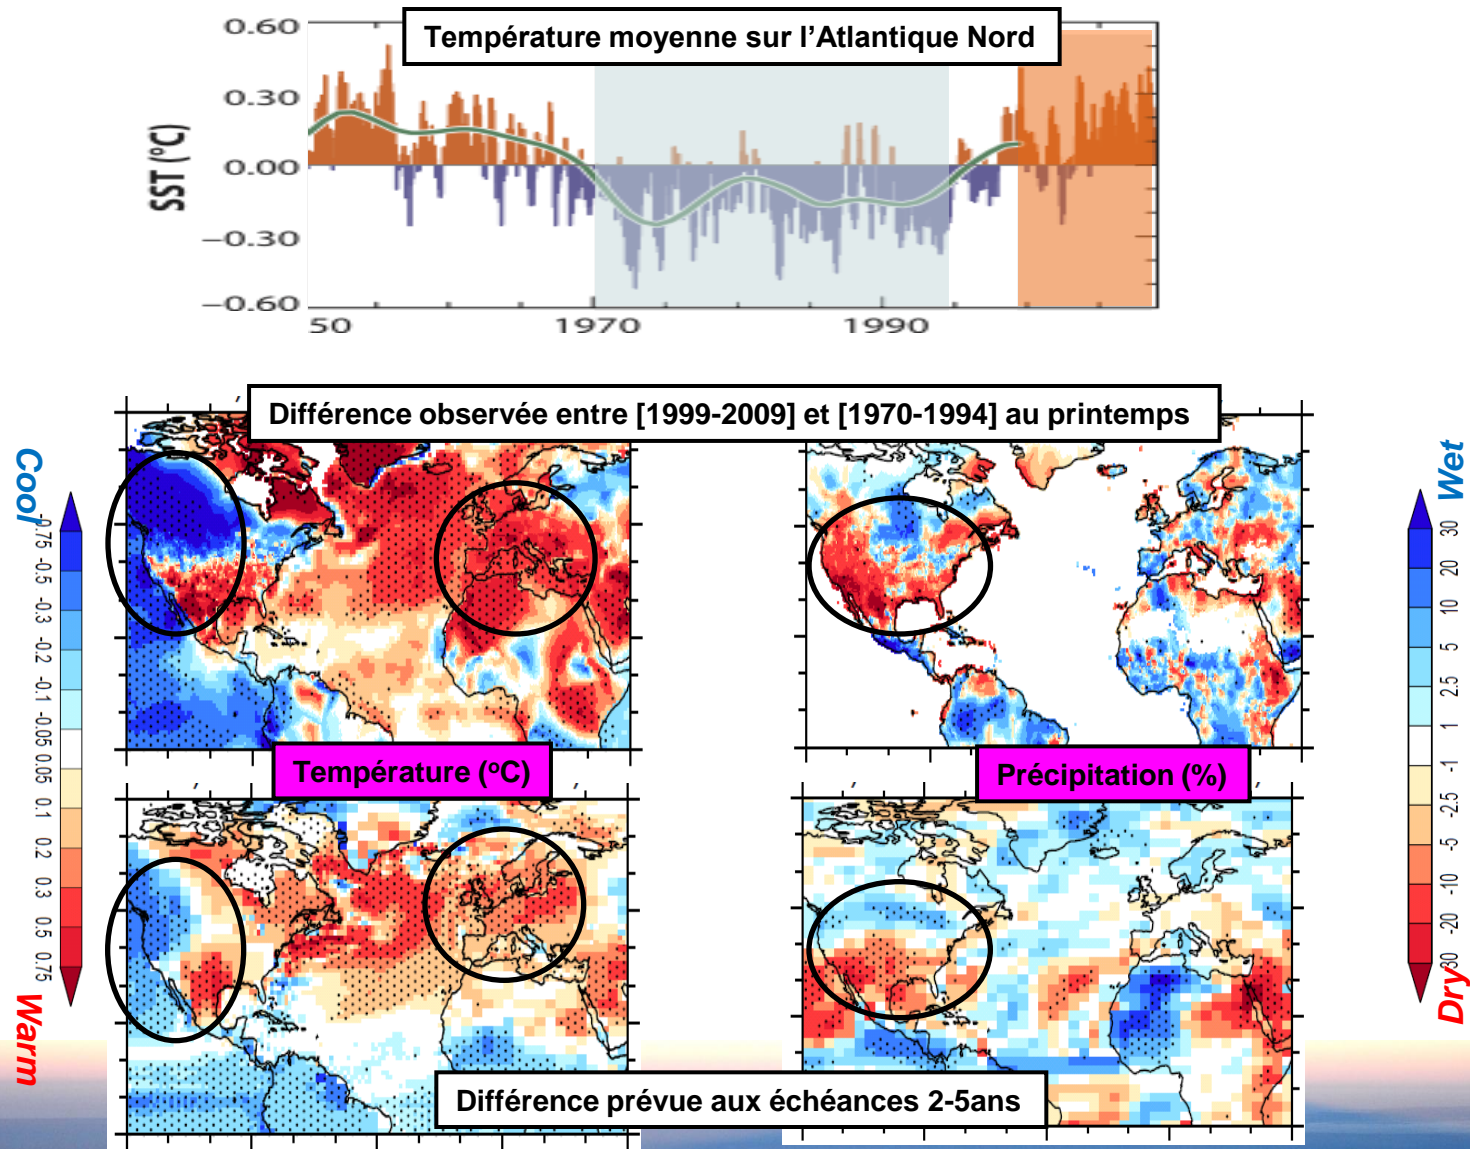 Température moyenne sur l'Atlantique Nord
0.60
0.30
0.00
−0.30
−0.60
SST (°C)
50
1970
1990
Différence observée entre [1999-2009] et [1970-1994] au printemps
Cool
-0.75 -0.5 -0.3 -0.2 -0.1 -0.05 0.05 0.1 0.2 0.3 0.5 0.75
Warm
Wet
30 20 10 5 2.5 1 -1 -2.5 -5 -10 -20 -30
Dry
Température (°C)
Précipitation (%)
Différence prévue aux échéances 2-5ans